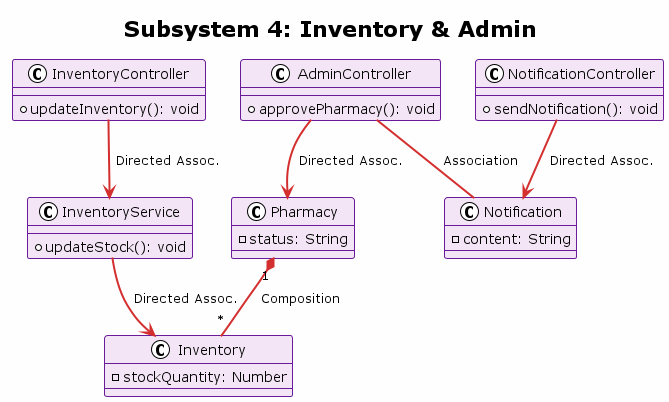 Subsystem 4: Inventory & Admin
C InventoryController
updateInventory(): void
C AdminController
approvePharmacy(): void
C NotificationController
sendNotification(): void
Directed Assoc.
Directed Assoc.
Association
Directed Assoc.
C InventoryService
updateStock(): void
C Pharmacy
status: String
C Notification
content: String
1
Directed Assoc.
Composition
*
C Inventory
stockQuantity: Number